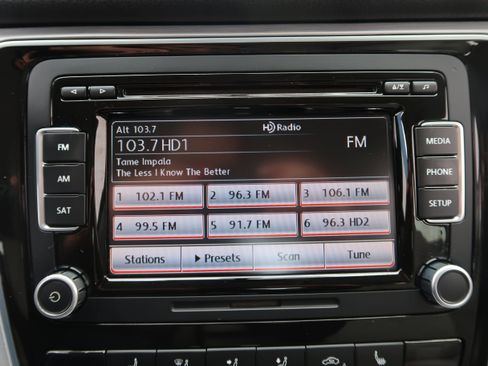 Alt 103.7 HD Radio
103.7 HD1 FM
Tame Impala
The Less I Know The Better
FM MEDIA
1 102.1 FM 2 96.3 FM 3 106.1 FM
AM PHONE
4 99.5 FM 5 91.7 FM 6 96.3 HD2
SAT SETUP
Stations Presets Scan Tune